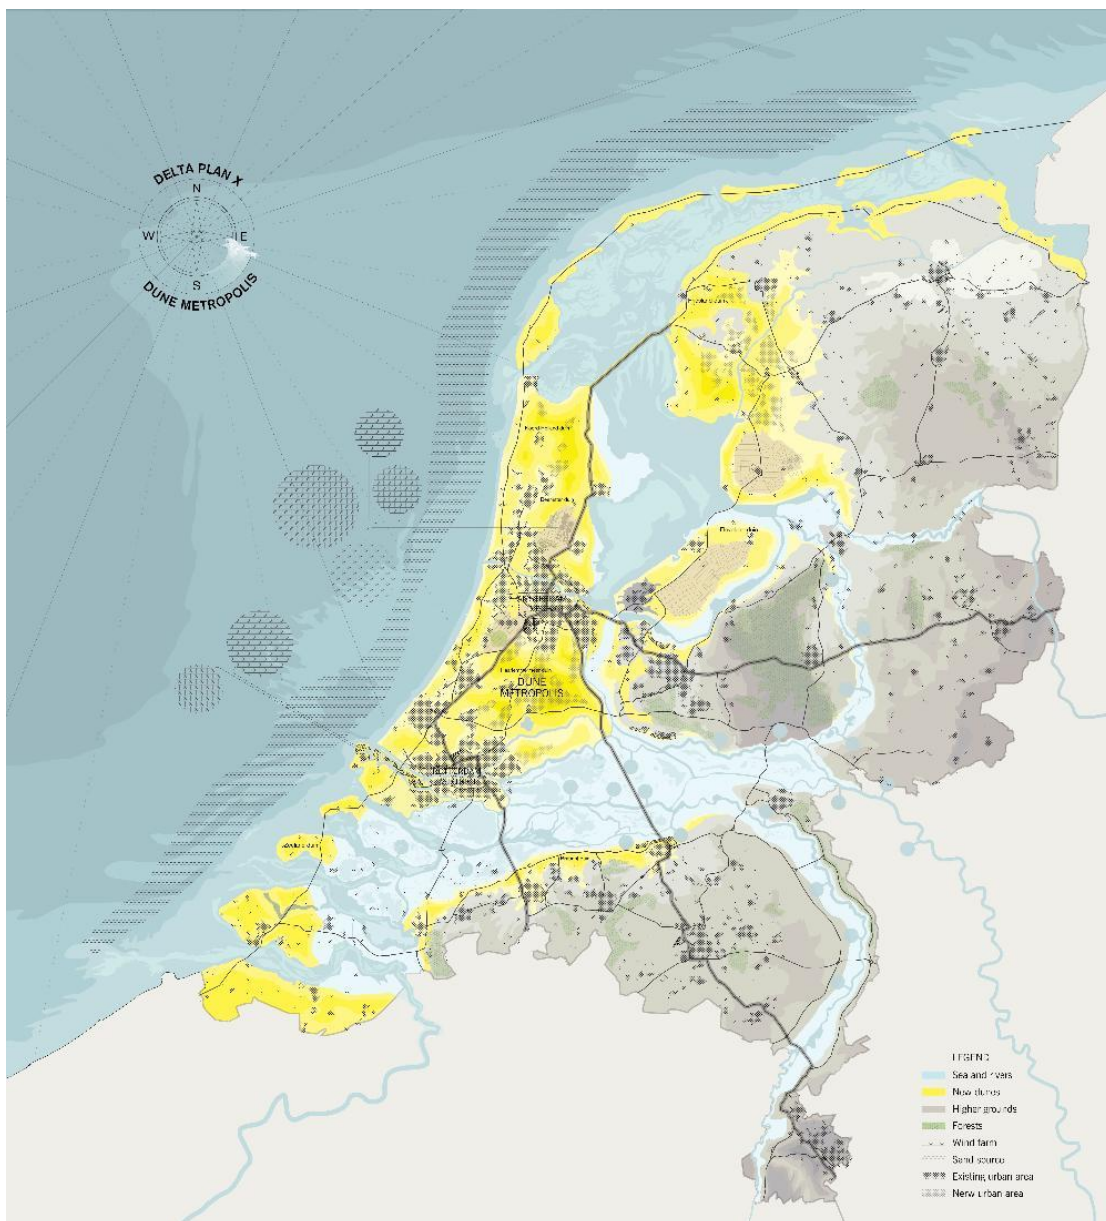 DELTA PLAN X
N
W
E
S
DUNE METROPOLIS
DUNE
METROPOLIS
LEGEND
Sea and rivers
New dunes
Higher grounds
Forests
Wind farm
Sand source
Existing urban area
Nerw urban area